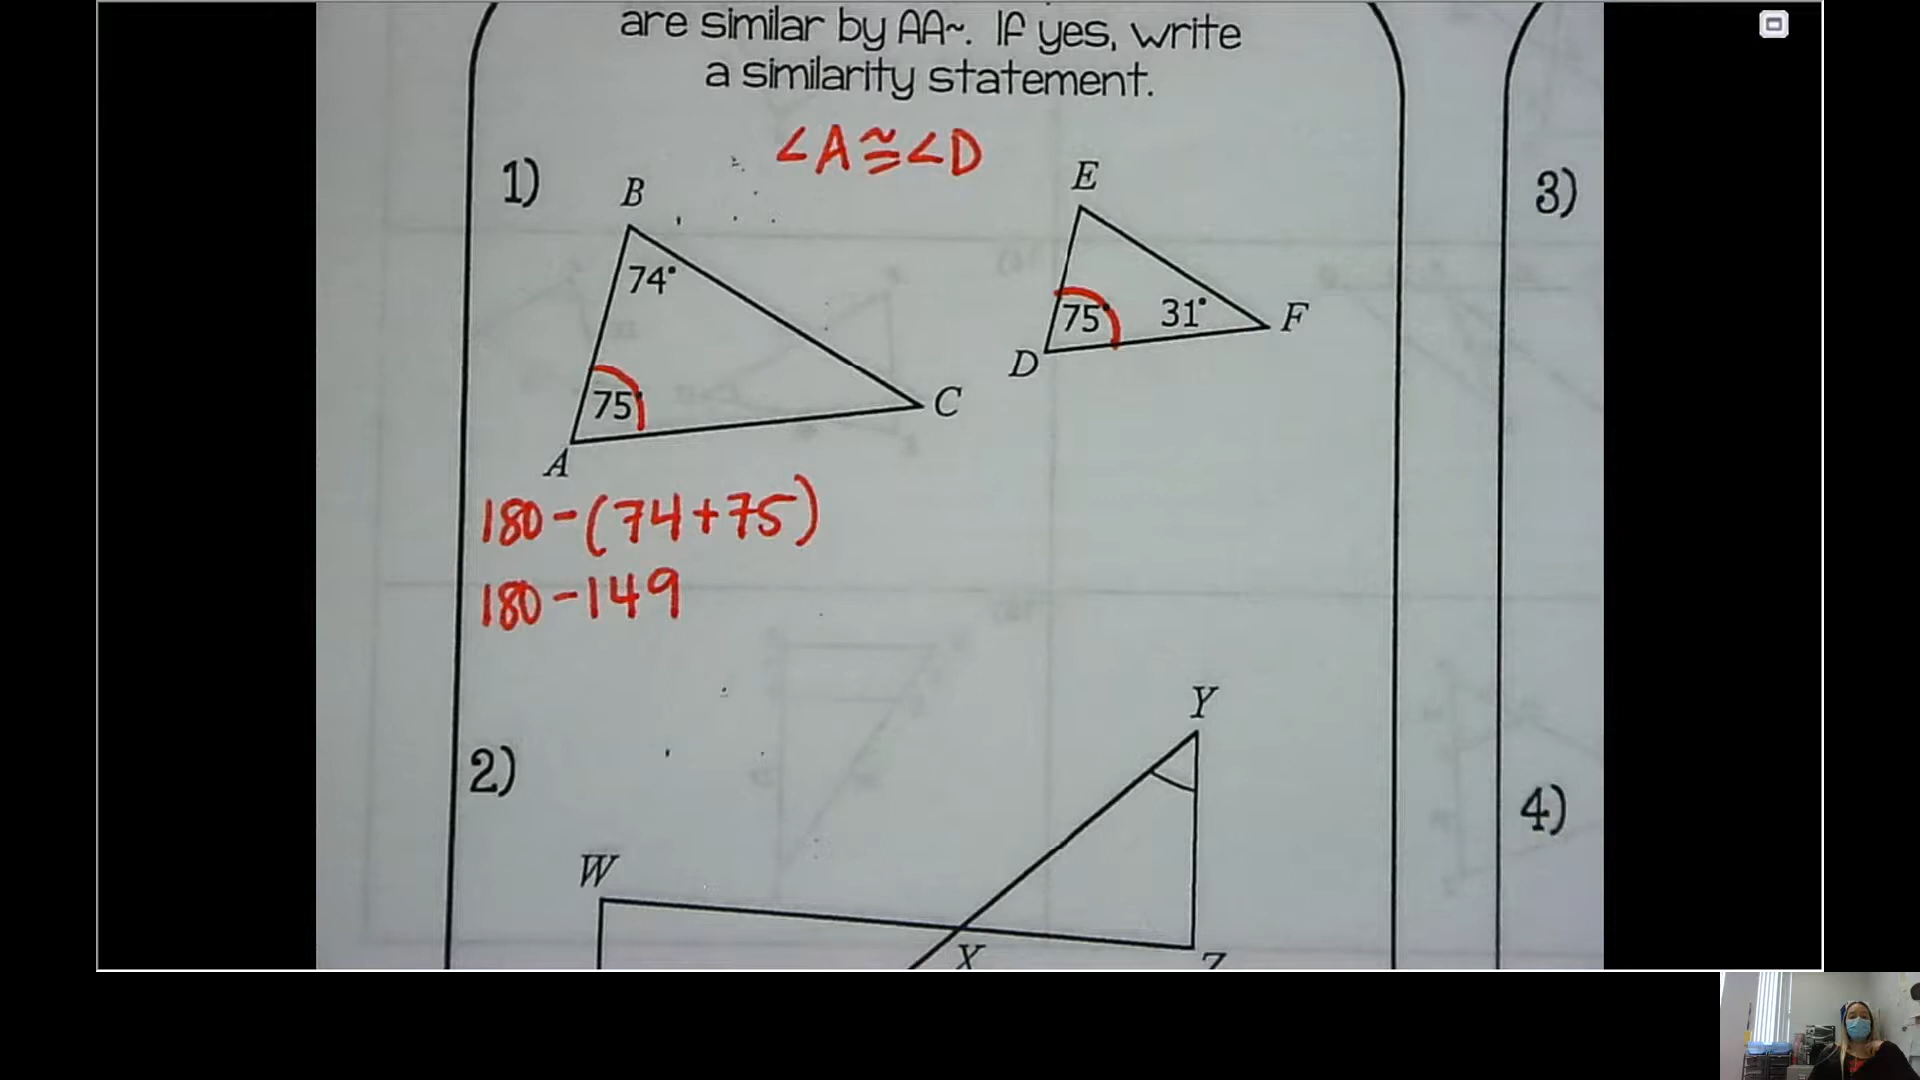 are similar by AA~. If yes, write
a similarity statement.
∠A≅∠D
1)
B
74°
75
A
C
E
75°
31°
D
F
3)
180-(74+75)
180-149
2)
W
Y
X
Z
4)